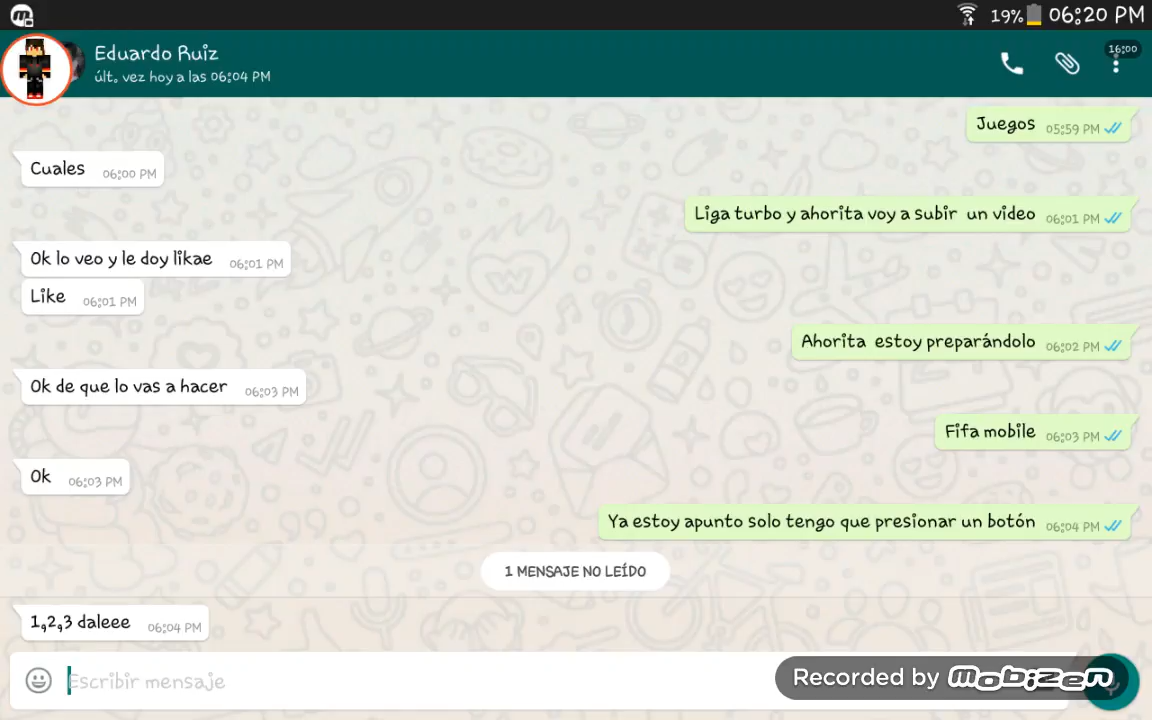 19% 06:20 PM
Eduardo Ruiz
últ. vez hoy a las 06:04 PM
16:00
Juegos 05:59 PM
Cuales 06:00 PM
Liga turbo y ahorita voy a subir un video 06:01 PM
Ok lo veo y le doy likae 06:01 PM
Like 06:01 PM
Ahorita estoy preparándolo 06:02 PM
Ok de que lo vas a hacer 06:03 PM
Fifa mobile 06:03 PM
Ok 06:03 PM
Ya estoy apunto solo tengo que presionar un botón 06:04 PM
1 MENSAJE NO LEÍDO
1,2,3 daleee 06:04 PM
Escribir mensaje
Recorded by mobizen